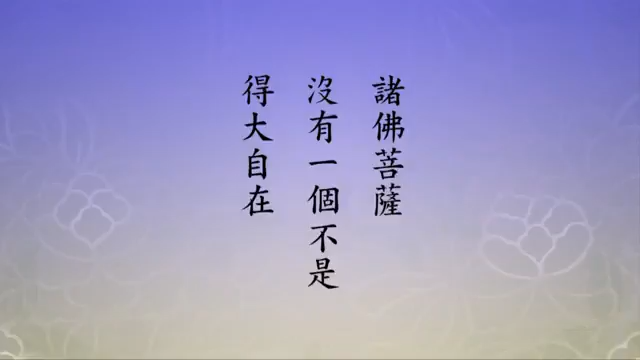 諸佛菩薩
沒有一個不是
得大自在